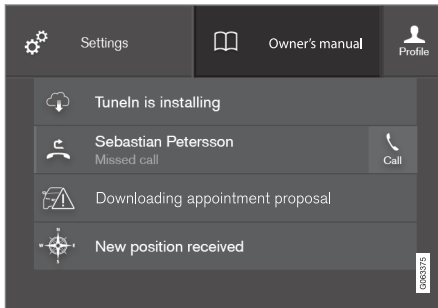 Settings
Owner's manual
Profile
TuneIn is installing
Sebastian Petersson
Missed call
Call
Downloading appointment proposal
New position received
G063375